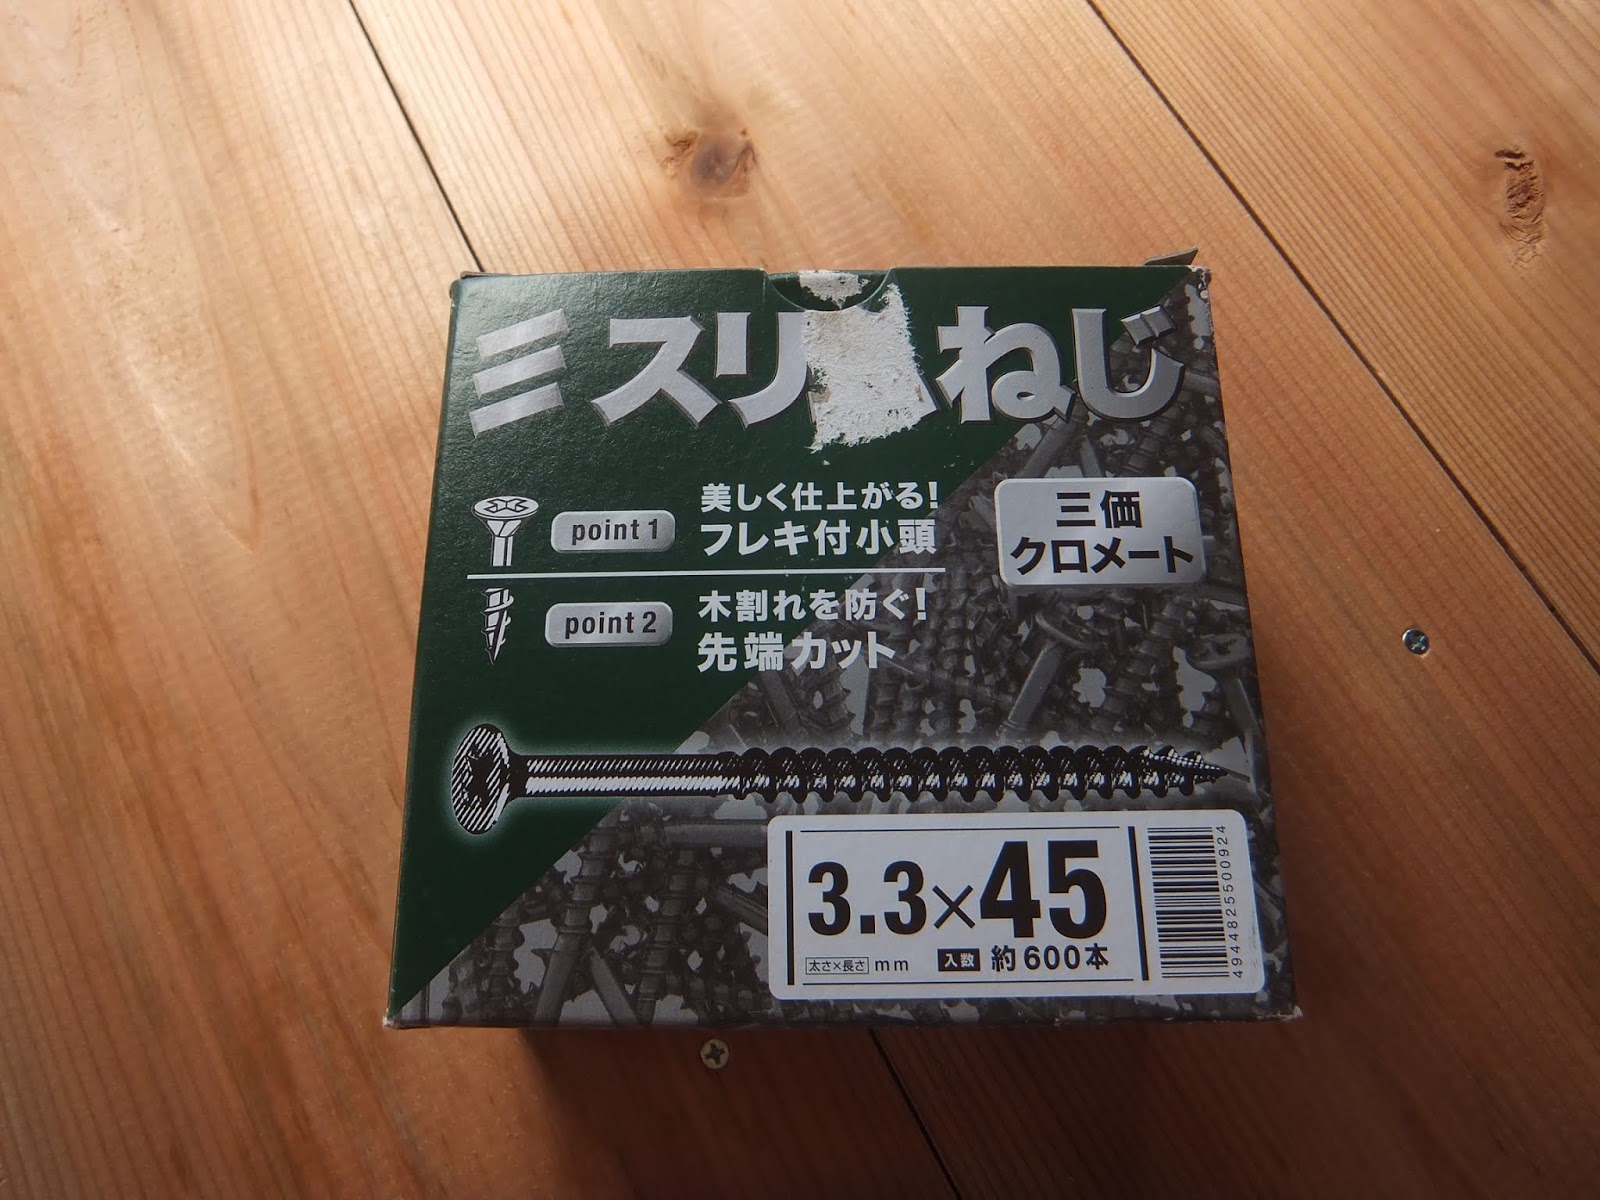 ミスリムねじ
point 1
美しく仕上がる!
フレキ付小頭
point 2
木割れを防ぐ!
先端カット
三価
クロメート
3.3×45
太さ×長さ mm 入数 約600本
4944825500924